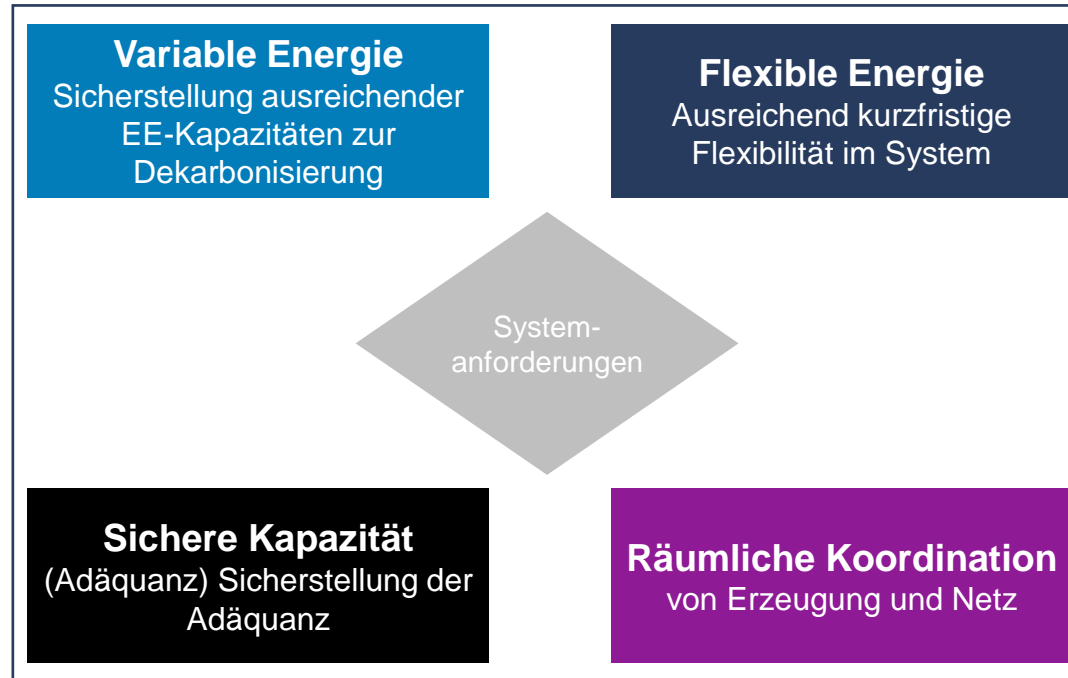 Variable Energie
Sicherstellung ausreichender
EE-Kapazitäten zur
Dekarbonisierung
Flexible Energie
Ausreichend kurzfristige
Flexibilität im System
System-
anforderungen
Sichere Kapazität
(Adäquanz) Sicherstellung der
Adäquanz
Räumliche Koordination
von Erzeugung und Netz